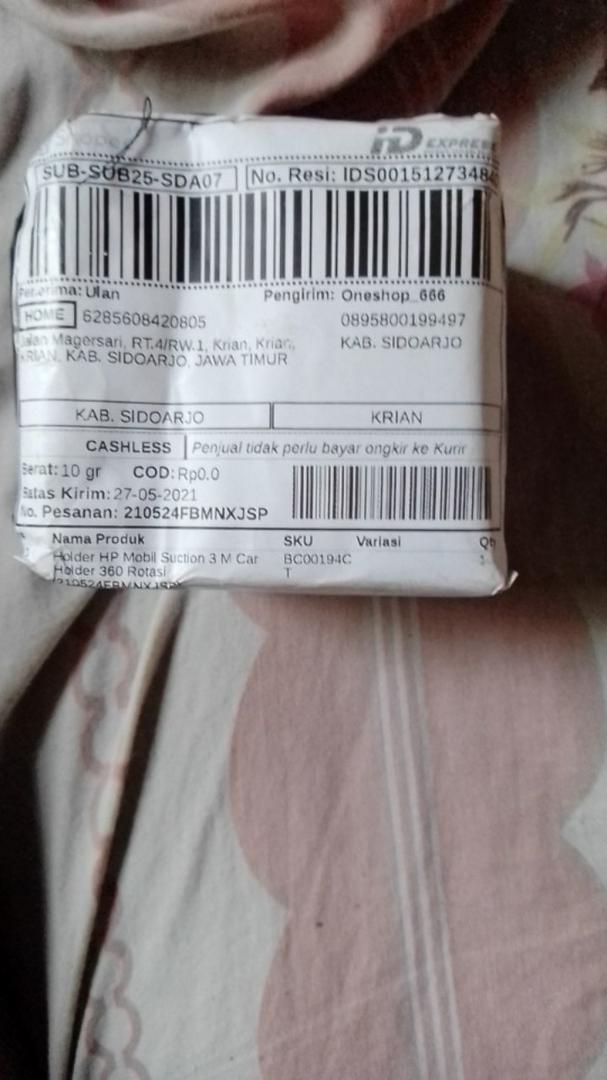 iD EXPRESS
SUB-SUB25-SDA07
No. Resi: IDS0015127348
Penerima: Ulan
Pengirim: Oneshop_666
HOME
6285608420805
0895800199497
Jalan Magersari, RT.4/RW.1, Krian, Krian,
KAB. SIDOARJO
KRIAN, KAB. SIDOARJO, JAWA TIMUR
KAB. SIDOARJO
KRIAN
CASHLESS
Penjual tidak perlu bayar ongkir ke Kurir
Berat: 10 gr COD: Rp0.0
Batas Kirim: 27-05-2021
No. Pesanan: 210524FBMNXJSP
Nama Produk SKU Variasi Qty
Holder HP Mobil Suction 3 M Car BC00194C 1
Holder 360 Rotasi T
210524FBMNXJSP